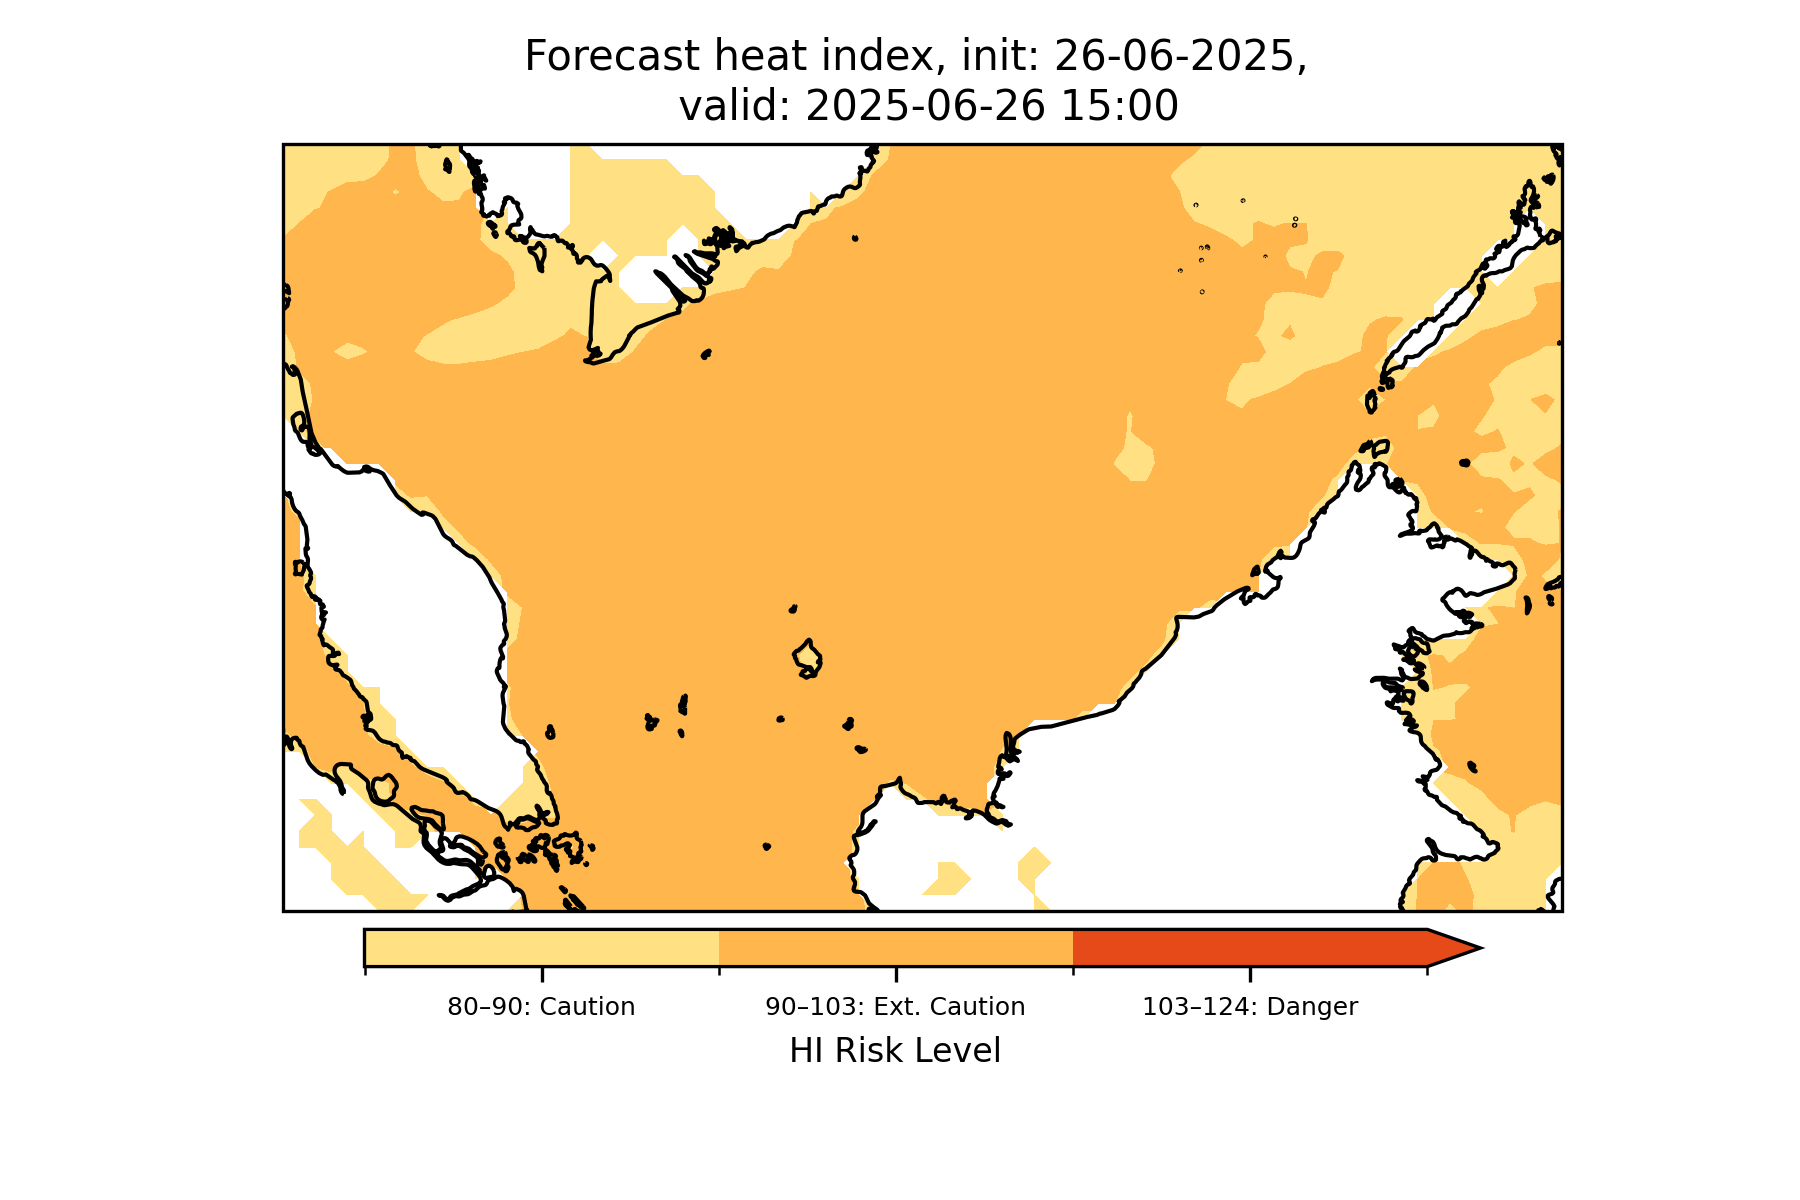 Forecast heat index, init: 26-06-2025,
valid: 2025-06-26 15:00
80–90: Caution
90–103: Ext. Caution
103–124: Danger
HI Risk Level